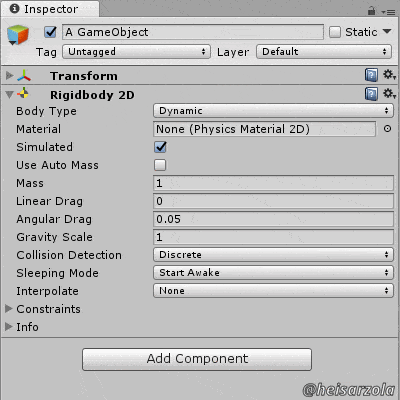 Inspector
A GameObject Static
Tag Untagged Layer Default
Transform
Rigidbody 2D
Body Type Dynamic
Material None (Physics Material 2D)
Simulated
Use Auto Mass
Mass 1
Linear Drag 0
Angular Drag 0.05
Gravity Scale 1
Collision Detection Discrete
Sleeping Mode Start Awake
Interpolate None
Constraints
Info
Add Component
@heisarzola